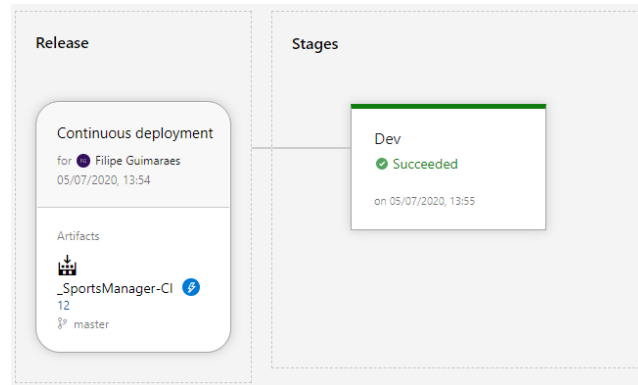 Release
Stages
Continuous deployment
for Filipe Guimaraes
05/07/2020, 13:54
Artifacts
_SportsManager-CI
12
master
Dev
Succeeded
on 05/07/2020, 13:55